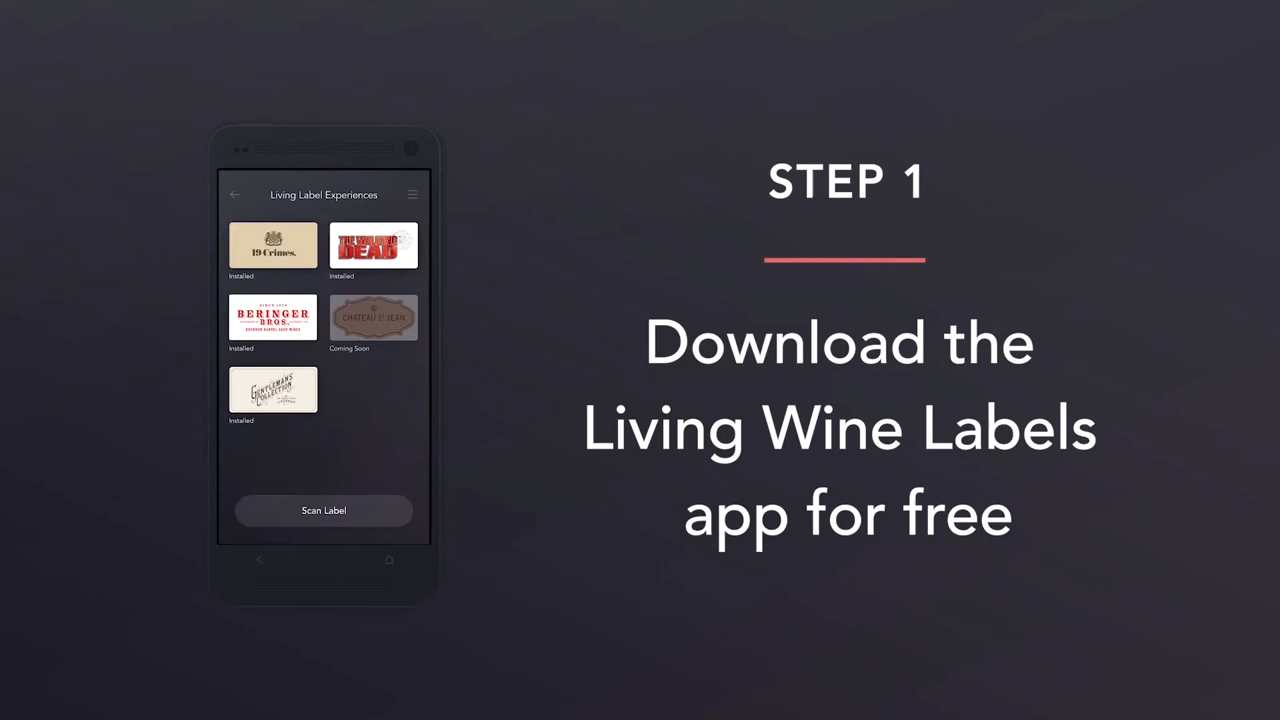 Living Label Experiences
19 Crimes.
THE WALKING
DEAD
Installed
Installed
SINCE 1876
BERINGER
BROS.
BOURBON BARREL AGED WINES
CHATEAU ST JEAN
Installed
Coming Soon
GENTLEMAN'S
COLLECTION
Installed
Scan Label
STEP 1
Download the
Living Wine Labels
app for free